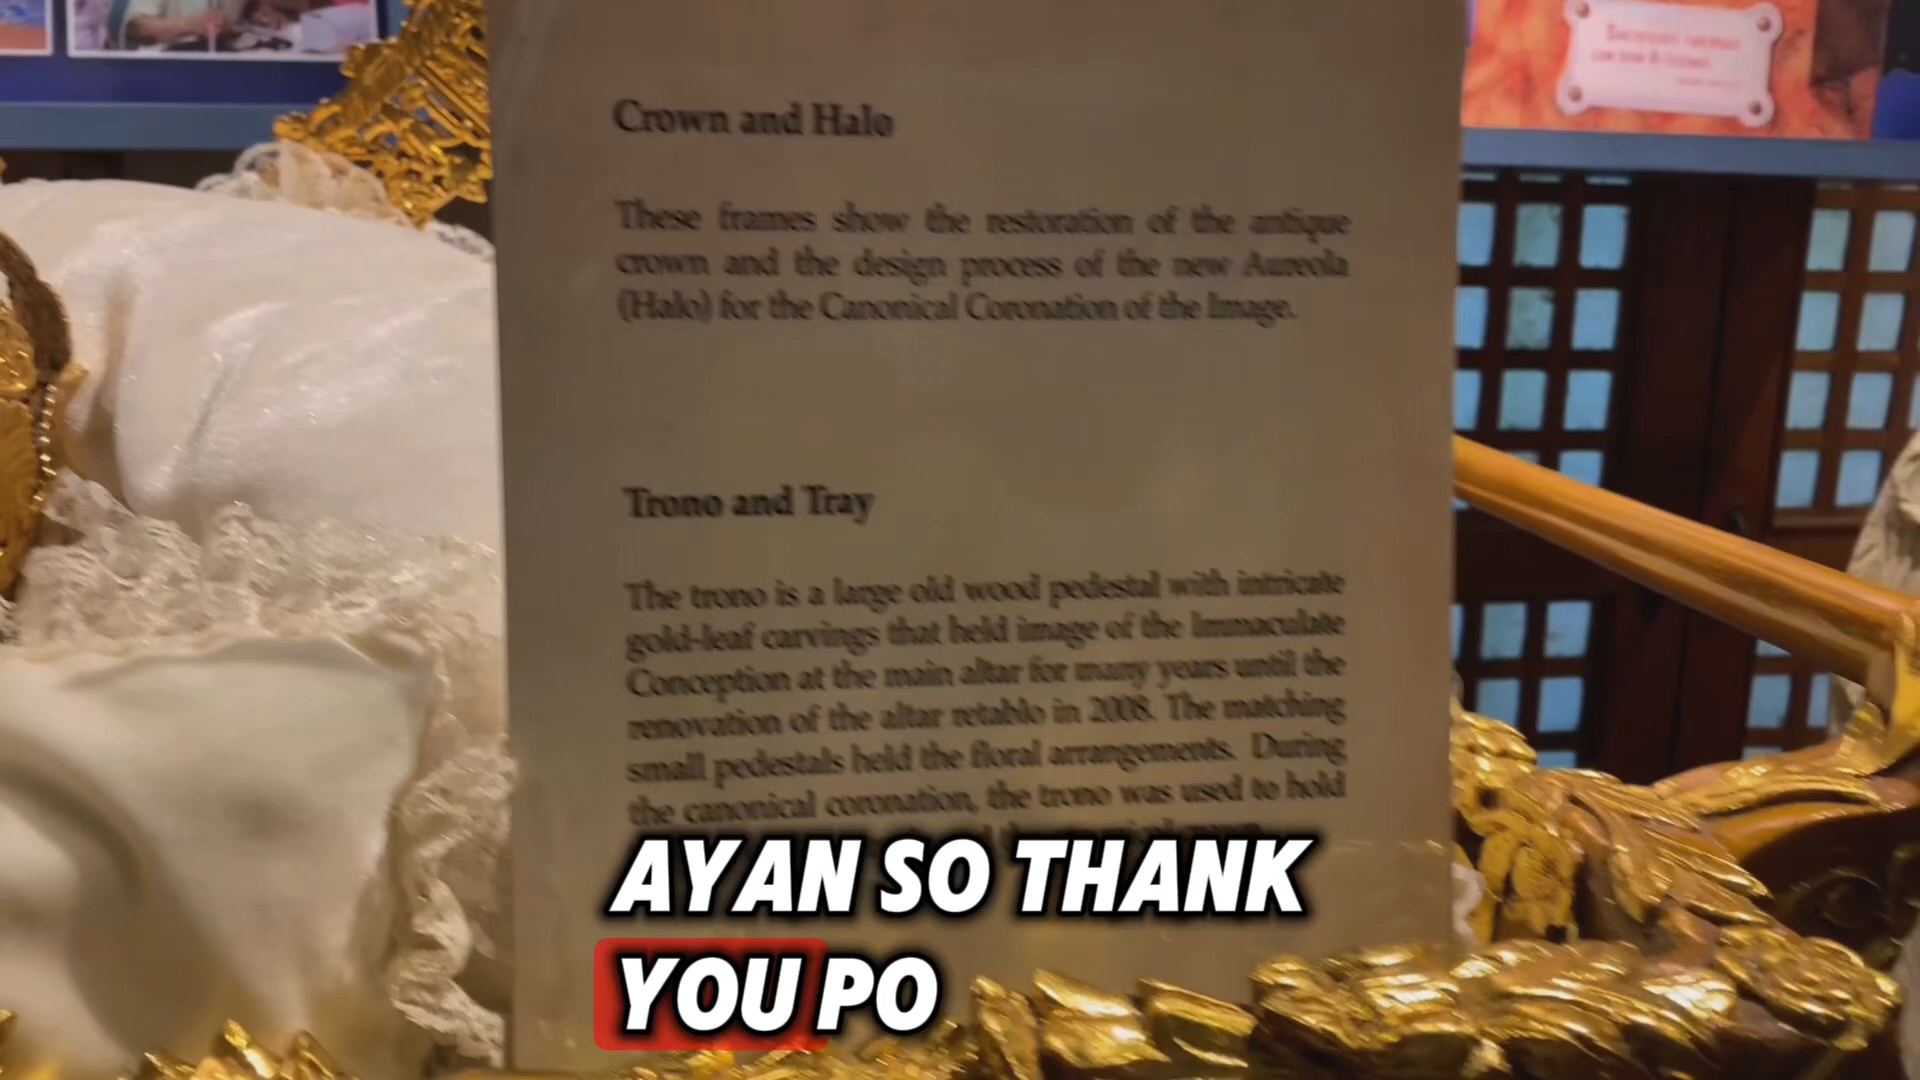 Crown and Halo
These frames show the restoration of the antique
crown and the design process of the new Aureola
(Halo) for the Canonical Coronation of the Image.
Trono and Tray
The trono is a large old wood pedestal with intricate
gold-leaf carvings that held image of the Immaculate
Conception at the main altar for many years until the
renovation of the altar retablo in 2008. The matching
small pedestals held the floral arrangements. During
the canonical coronation, the trono was used to hold
AYAN SO THANK
YOU PO